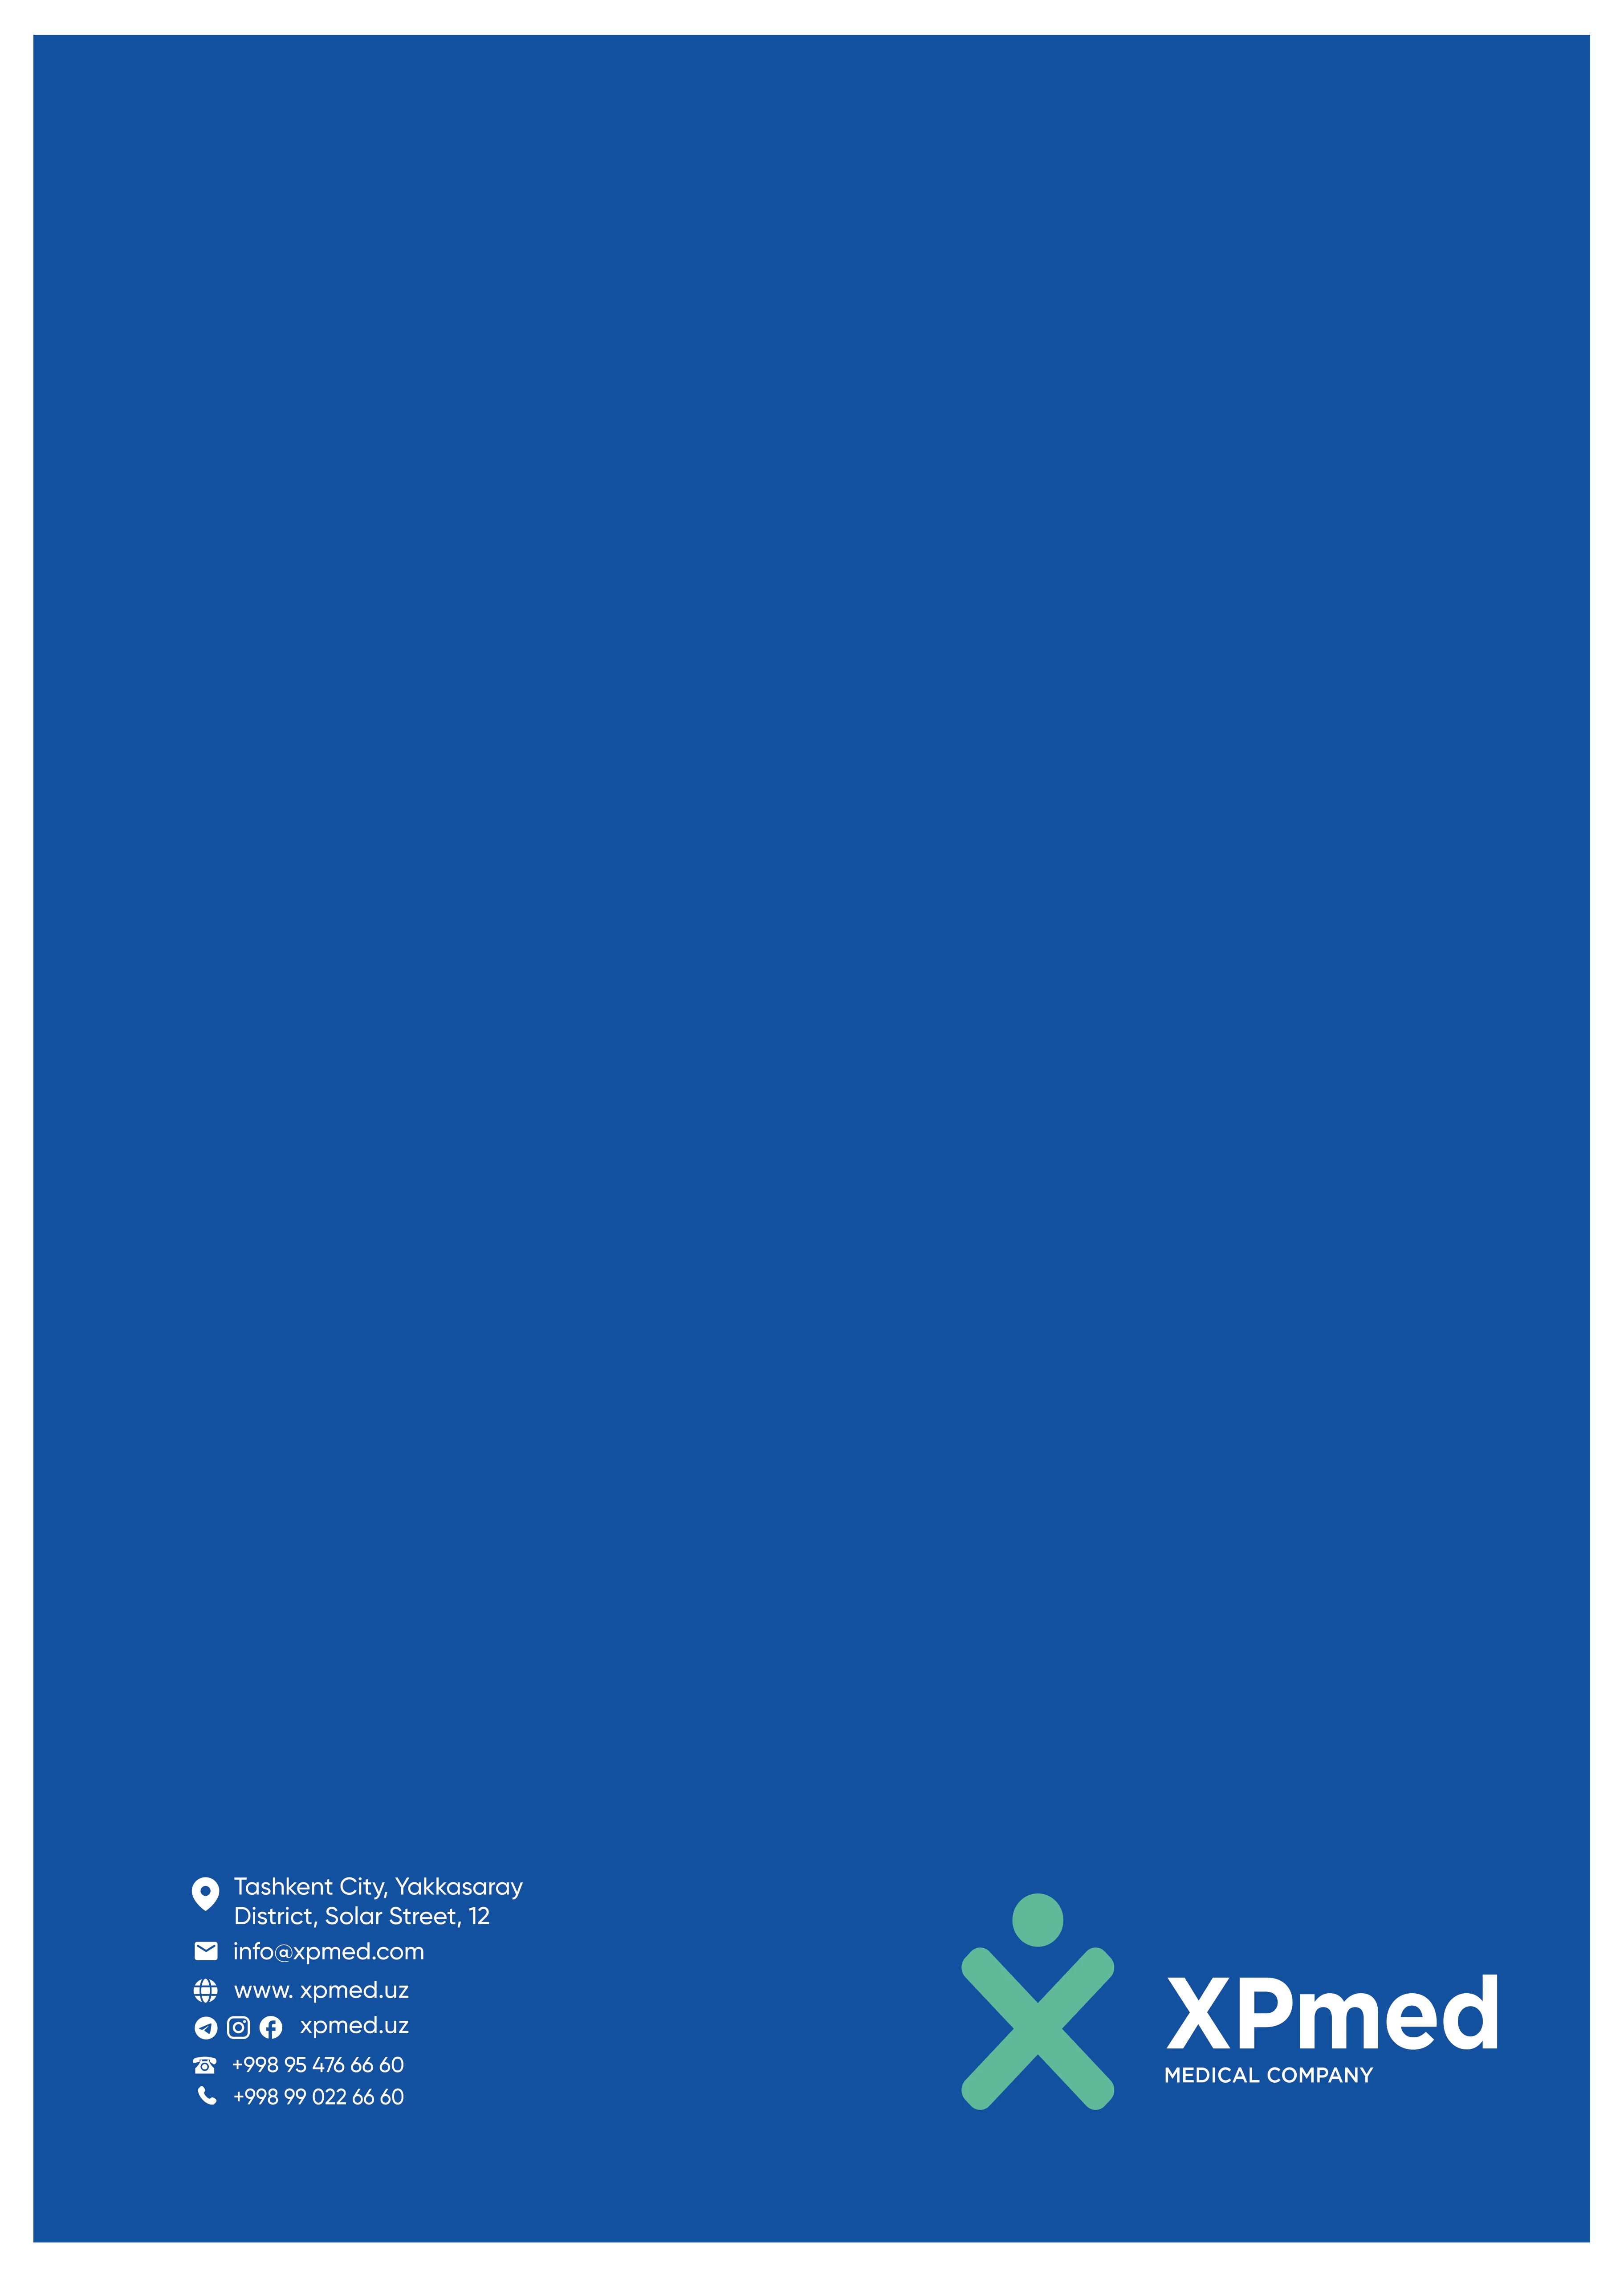 Tashkent City, Yakkasaray
District, Solar Street, 12
info@xpmed.com
www. xpmed.uz
xpmed.uz
+998 95 476 66 60
+998 99 022 66 60
XPmed
MEDICAL COMPANY